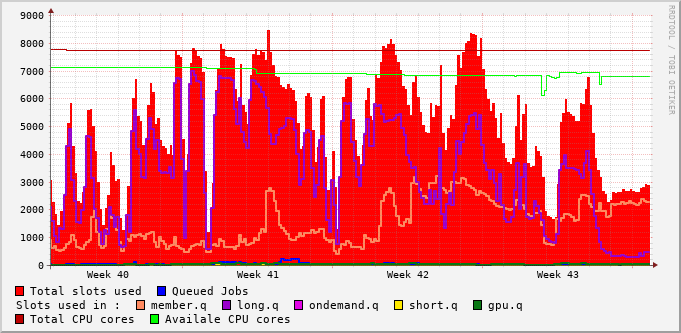 9000
8000
7000
6000
5000
4000
3000
2000
1000
0
Week 40 Week 41 Week 42 Week 43
RRDTOOL / TOBI OETIKER
Total slots used Queued Jobs
Slots used in : member.q long.q ondemand.q short.q gpu.q
Total CPU cores Availale CPU cores